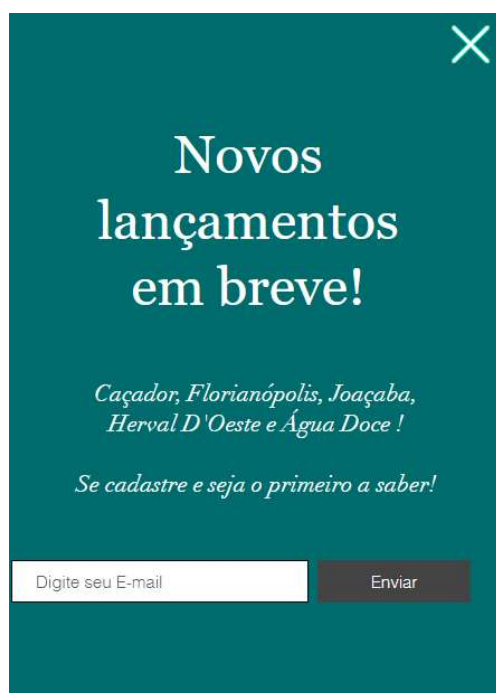 Novos
lançamentos
em breve!
Caçador, Florianópolis, Joaçaba,
Herval D'Oeste e Água Doce !
Se cadastre e seja o primeiro a saber!
Digite seu E-mail
Enviar